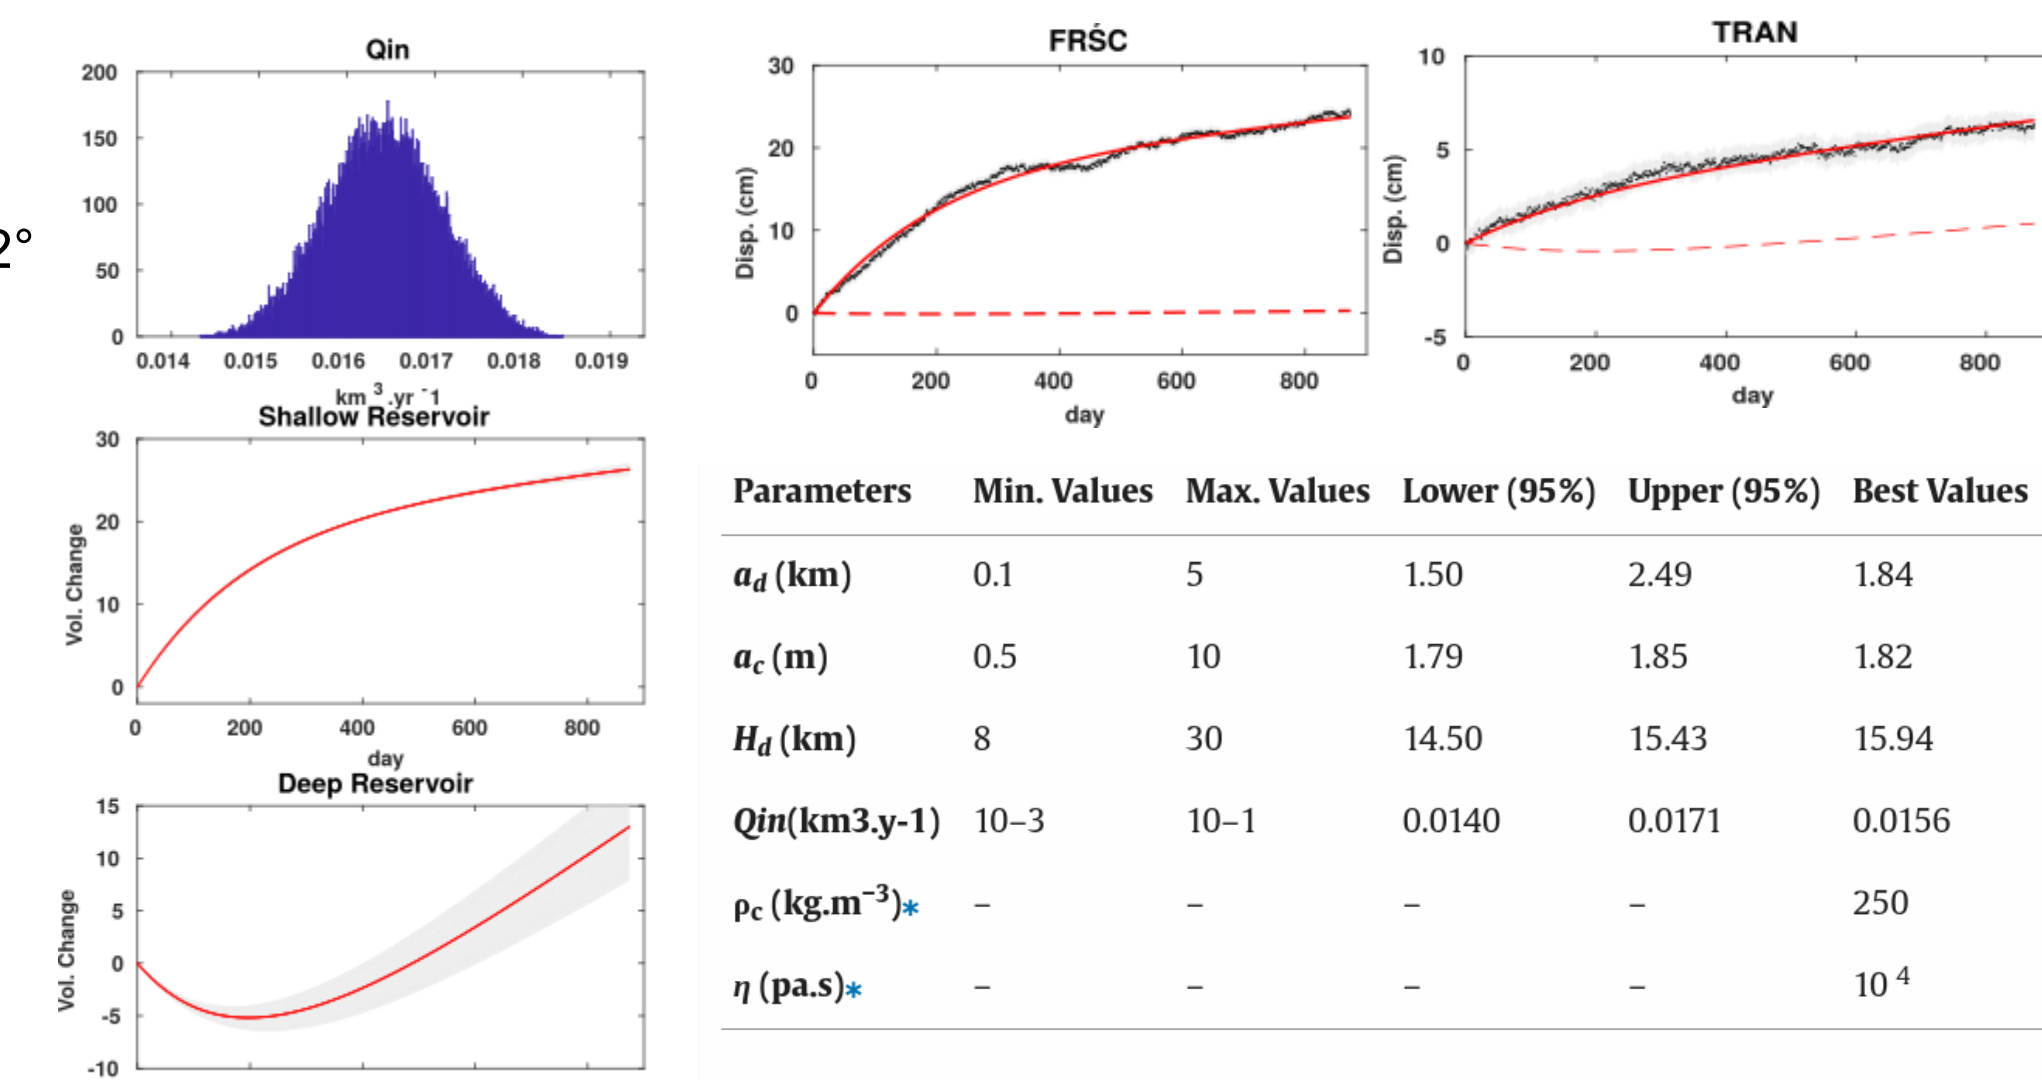 2°
Qin
200
150
100
50
0
0.014 0.015 0.016 0.017 0.018 0.019
km 3 .yr -1
Shallow Reservoir
30
20
10
0
Vol. Change
0 200 400 600 800
day
Deep Reservoir
15
10
5
0
-5
-10
Vol. Change
FRŚC
30
20
10
0
Disp. (cm)
0 200 400 600 800
day
TRAN
10
5
0
-5
Disp. (cm)
0 200 400 600 800
day
Parameters Min. Values Max. Values Lower (95%) Upper (95%) Best Values
a_d (km) 0.1 5 1.50 2.49 1.84
a_c (m) 0.5 10 1.79 1.85 1.82
H_d (km) 8 30 14.50 15.43 15.94
Qin(km3.y-1) 10–3 10–1 0.0140 0.0171 0.0156
ρ_c (kg.m⁻³)* – – – – 250
η (pa.s)* – – – – 10 ⁴